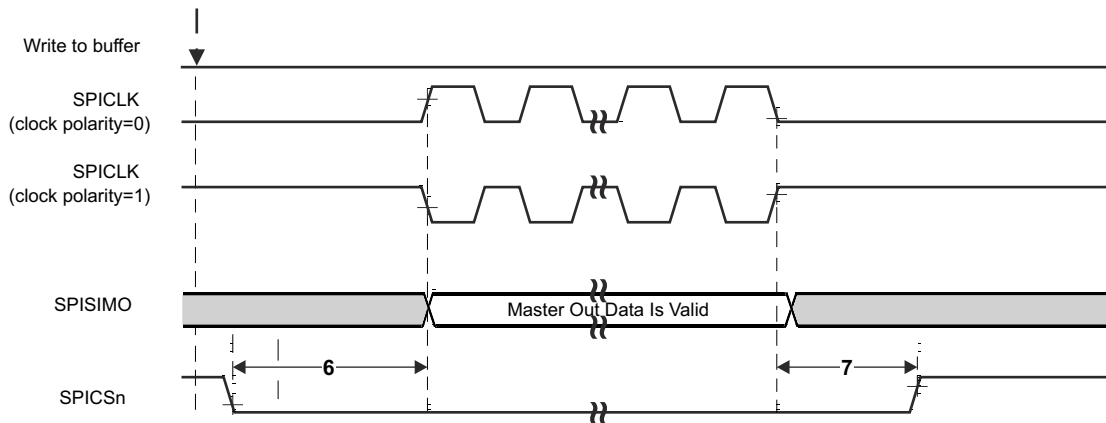 Write to buffer
SPICLK
(clock polarity=0)
SPICLK
(clock polarity=1)
SPISIMO
Master Out Data Is Valid
6
7
SPICSn